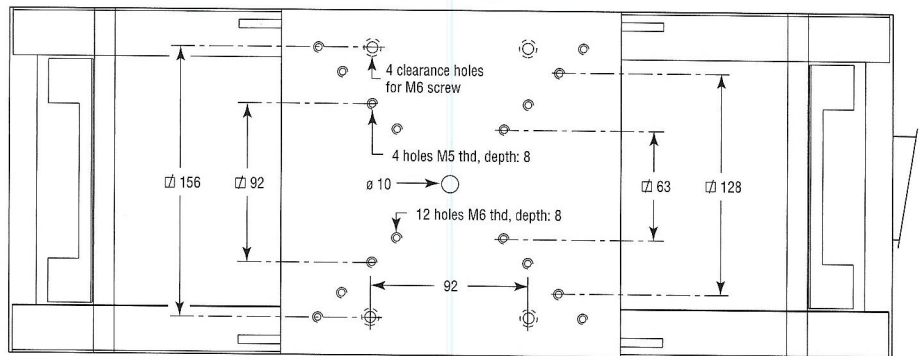 4 clearance holes
for M6 screw
4 holes M5 thd, depth: 8
⌀ 10
12 holes M6 thd, depth: 8
156
92
63
128
92